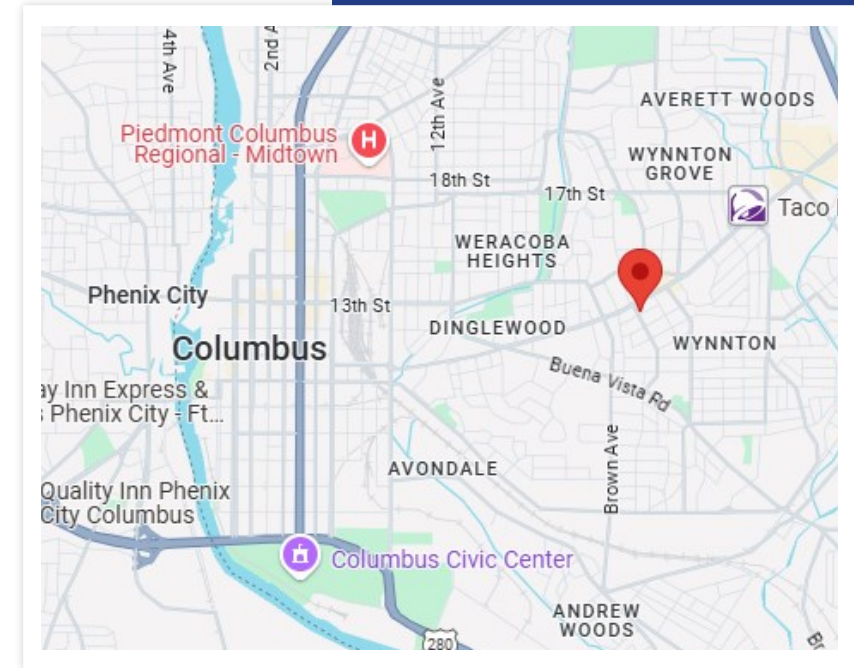 4th Ave
2nd A
12th Ave
AVERETT WOODS
Piedmont Columbus
Regional - Midtown
H
WYNNTON
GROVE
18th St
17th St
Taco
WERACOBA
HEIGHTS
Phenix City
13th St
DINGLEWOOD
WYNNTON
Columbus
Buena Vista Rd
ay Inn Express &
s Phenix City - Ft...
AVONDALE
Brown Ave
Quality Inn Phenix
City Columbus
Columbus Civic Center
ANDREW
WOODS
280
Br